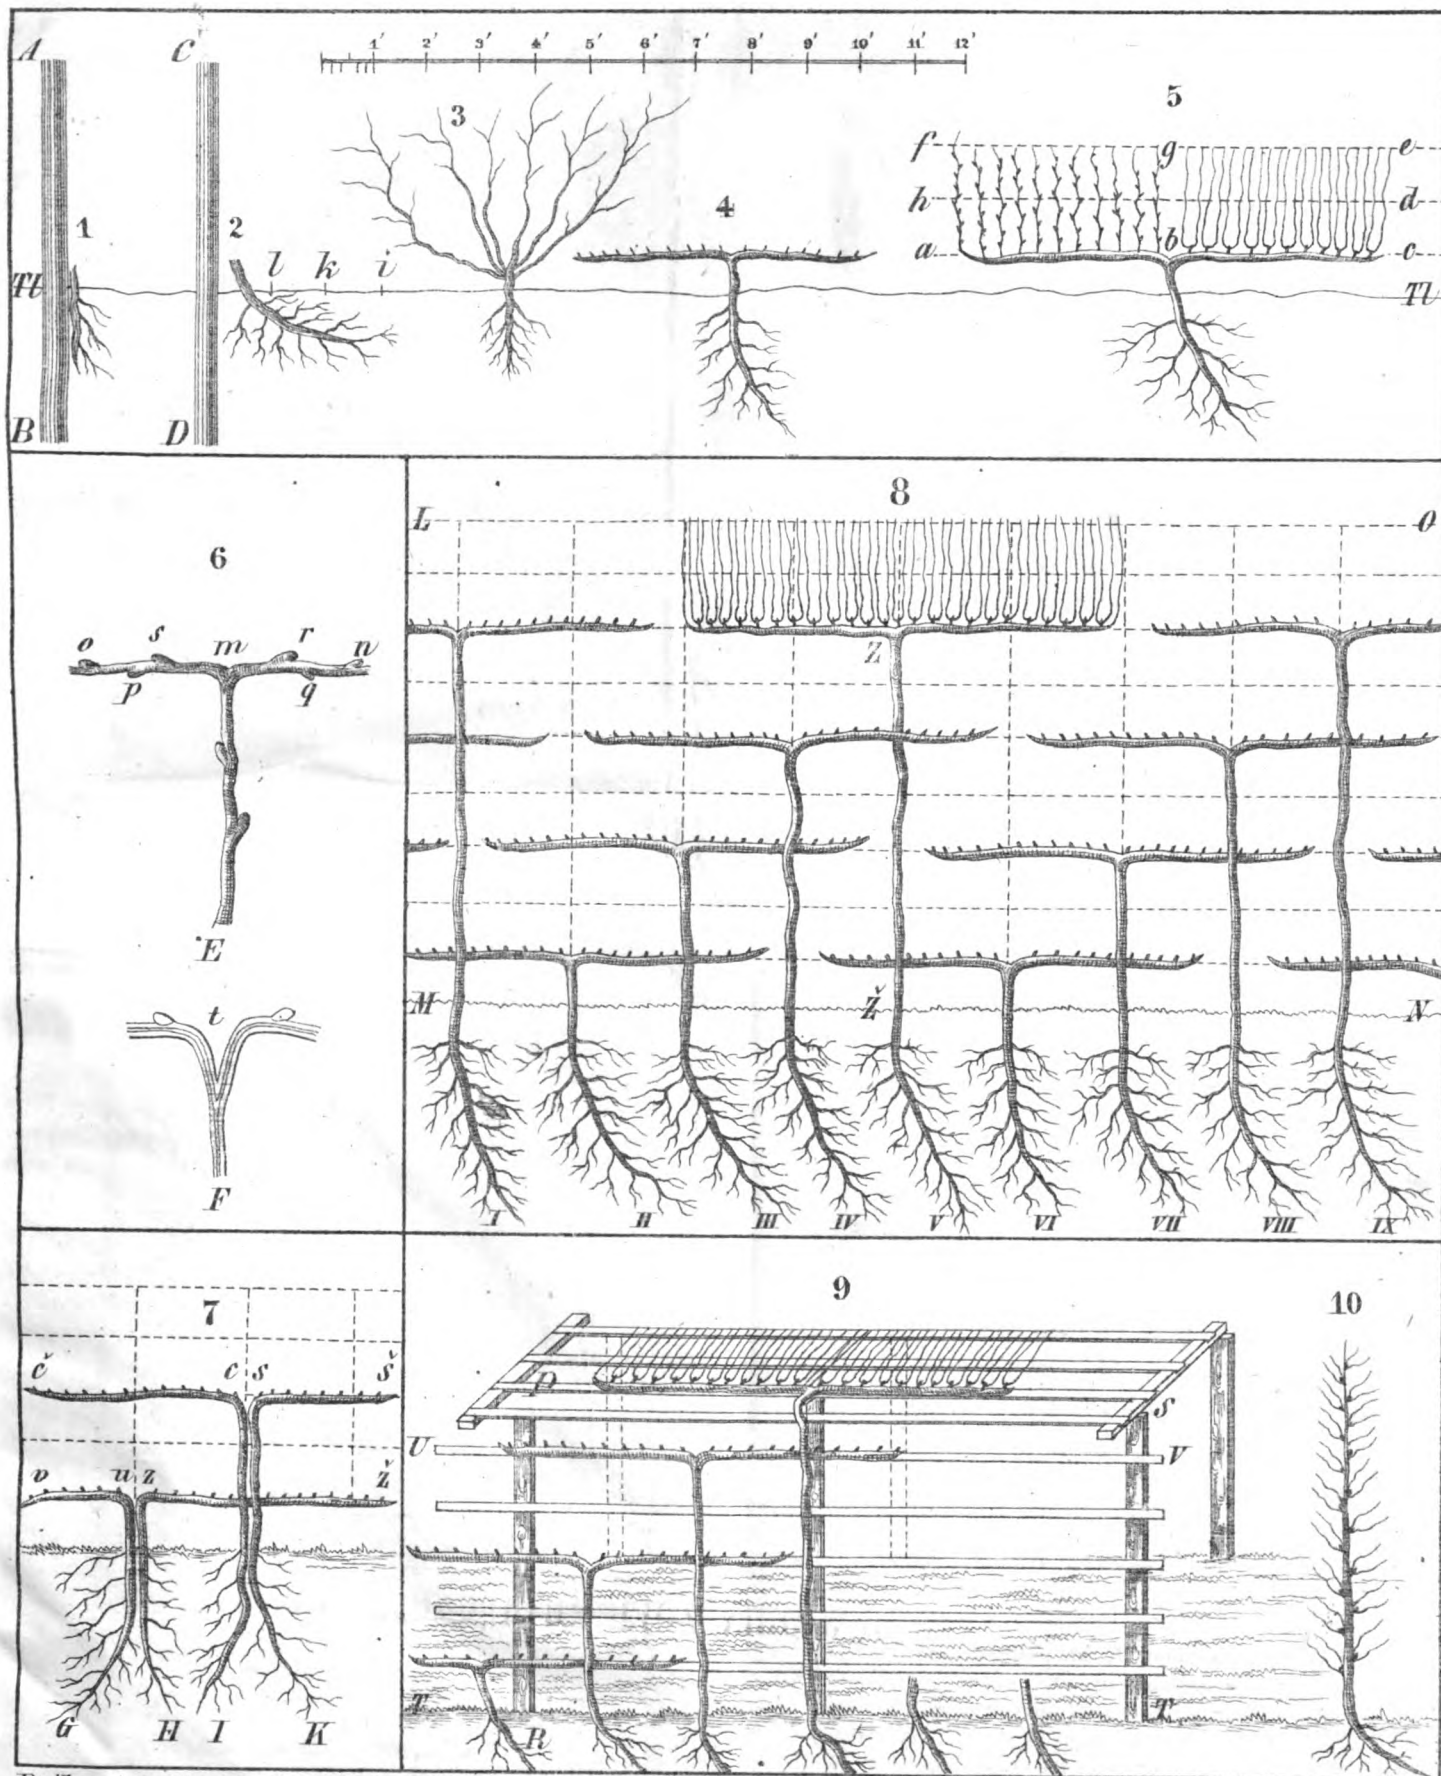 A C 1' 2' 3' 4' 5' 6' 7' 8' 9' 10' 11' 12'
5
3
f g e
h d
4
1 2
a b c
l k i
Tl Tl
B D
8
L O
6
o s m r n
p q
Z
E
M Ž N
t
F
I II III IV V VI VII VIII IX
9
10
7
č c s š
P
S
U V
v u z ž
T R T
G H I K